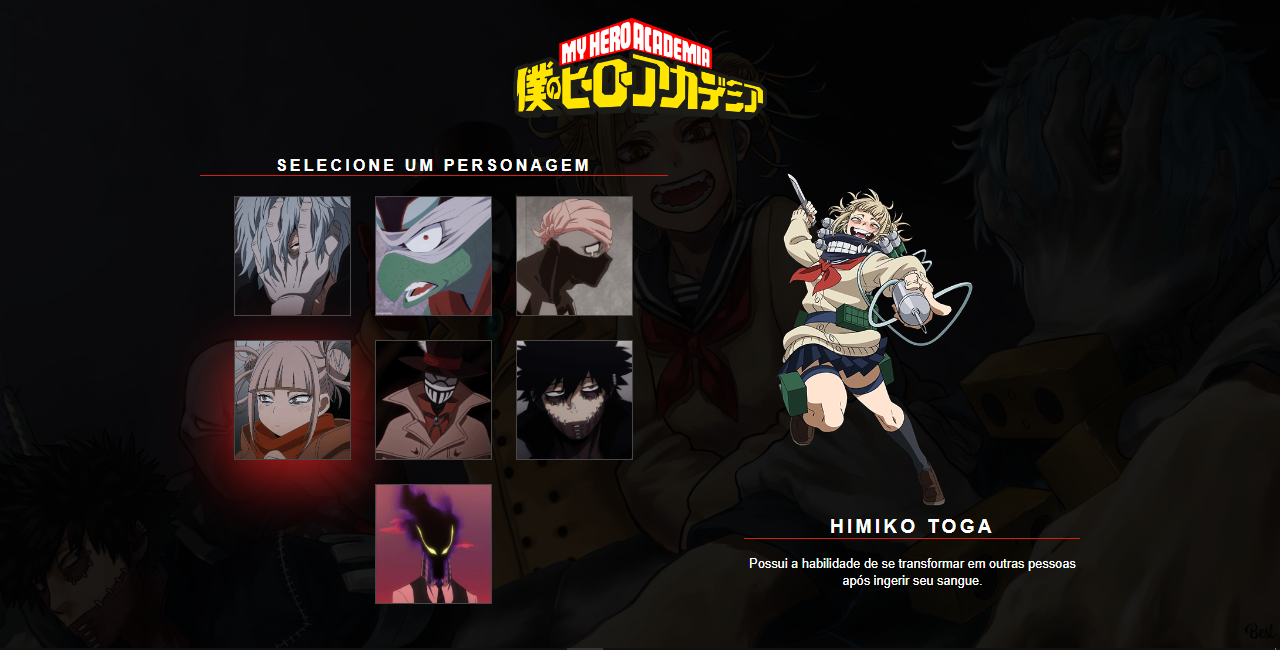 MY HERO ACADEMIA
僕のヒーローアカデミア
SELECIONE UM PERSONAGEM
HIMIKO TOGA
Possui a habilidade de se transformar em outras pessoas
após ingerir seu sangue.
Best